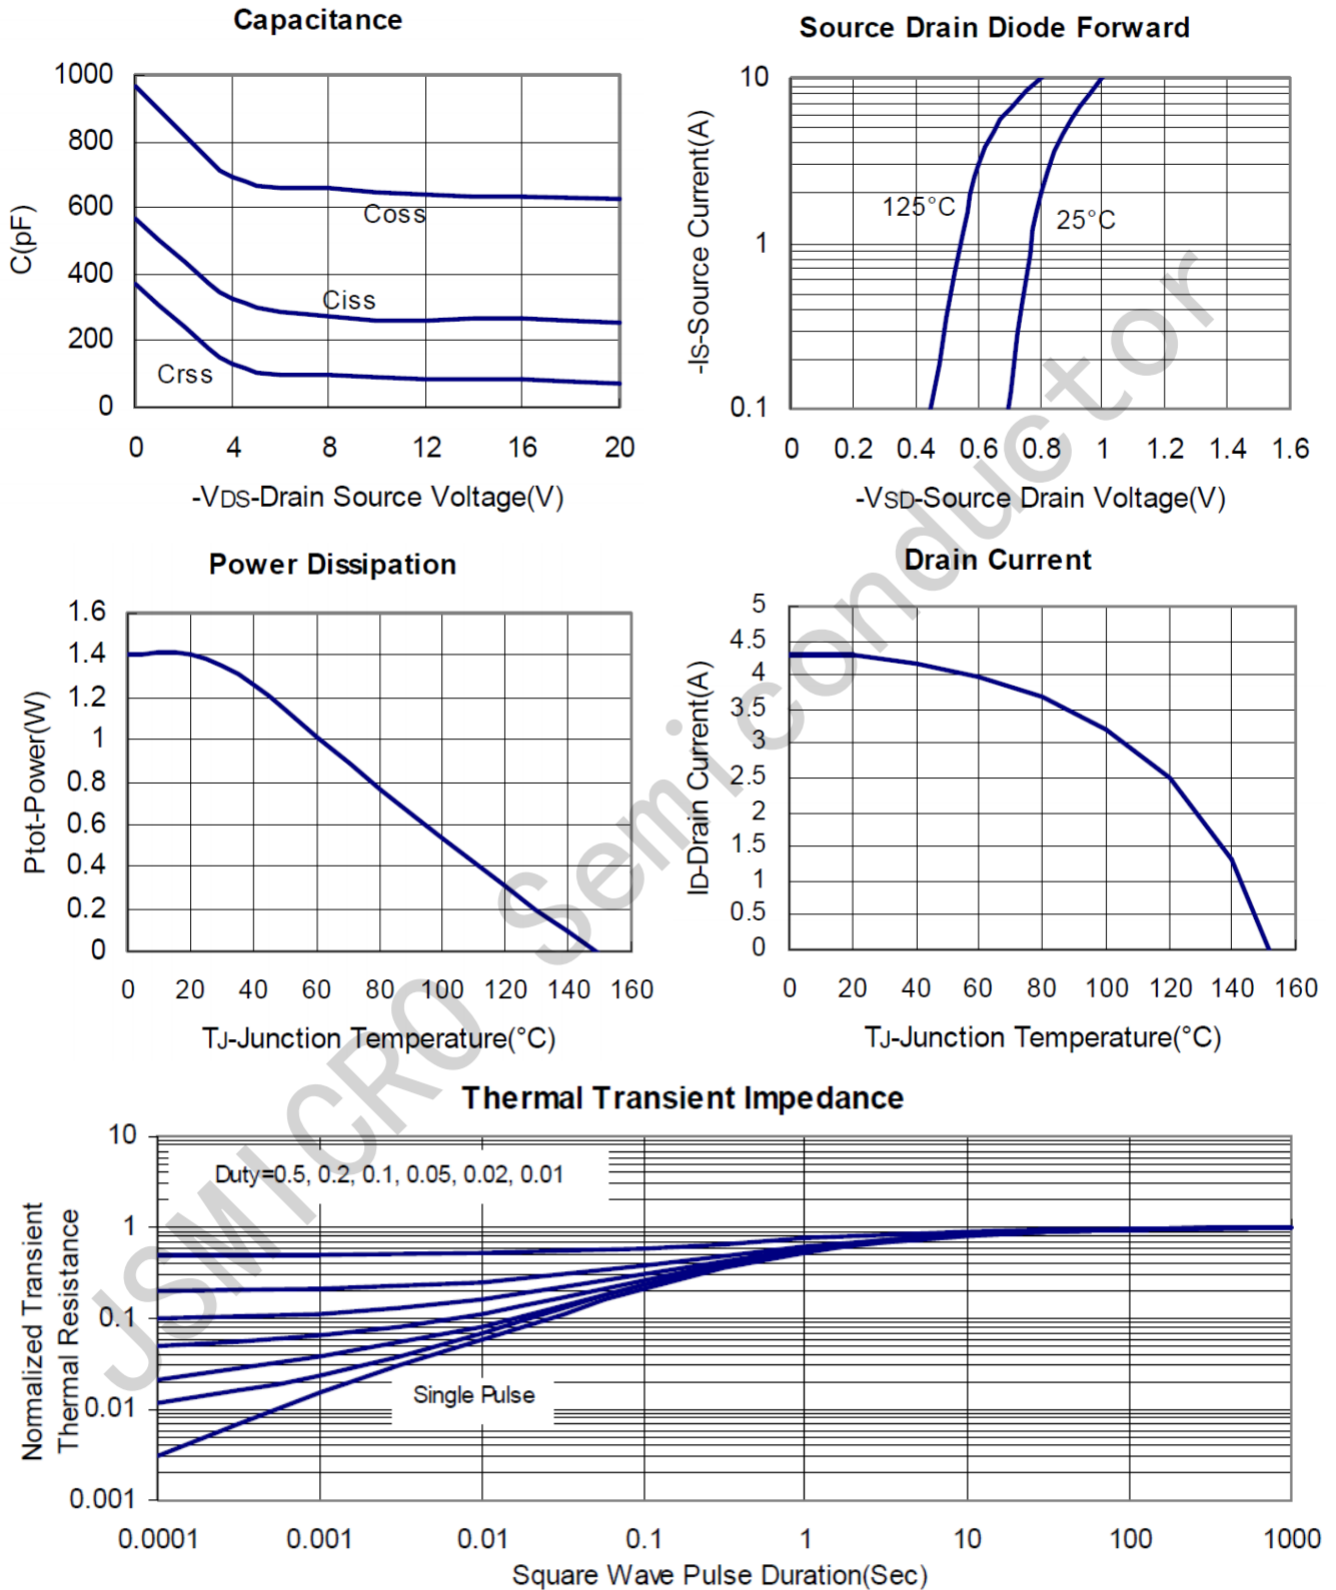 Capacitance
1000
800
600
400
200
0
C(pF)
Coss
Ciss
Crss
0 4 8 12 16 20
-VDS-Drain Source Voltage(V)
Source Drain Diode Forward
10
1
0.1
-IS-Source Current(A)
125°C
25°C
0 0.2 0.4 0.6 0.8 1 1.2 1.4 1.6
-VSD-Source Drain Voltage(V)
Power Dissipation
1.6
1.4
1.2
1
0.8
0.6
0.4
0.2
0
Ptot-Power(W)
0 20 40 60 80 100 120 140 160
TJ-Junction Temperature(°C)
Drain Current
5
4.5
4
3.5
3
2.5
2
1.5
1
0.5
0
ID-Drain Current(A)
0 20 40 60 80 100 120 140 160
TJ-Junction Temperature(°C)
Thermal Transient Impedance
10
1
0.1
0.01
0.001
Normalized Transient
Thermal Resistance
Duty=0.5, 0.2, 0.1, 0.05, 0.02, 0.01
Single Pulse
0.0001 0.001 0.01 0.1 1 10 100 1000
Square Wave Pulse Duration(Sec)
JSMICRO Semiconductor